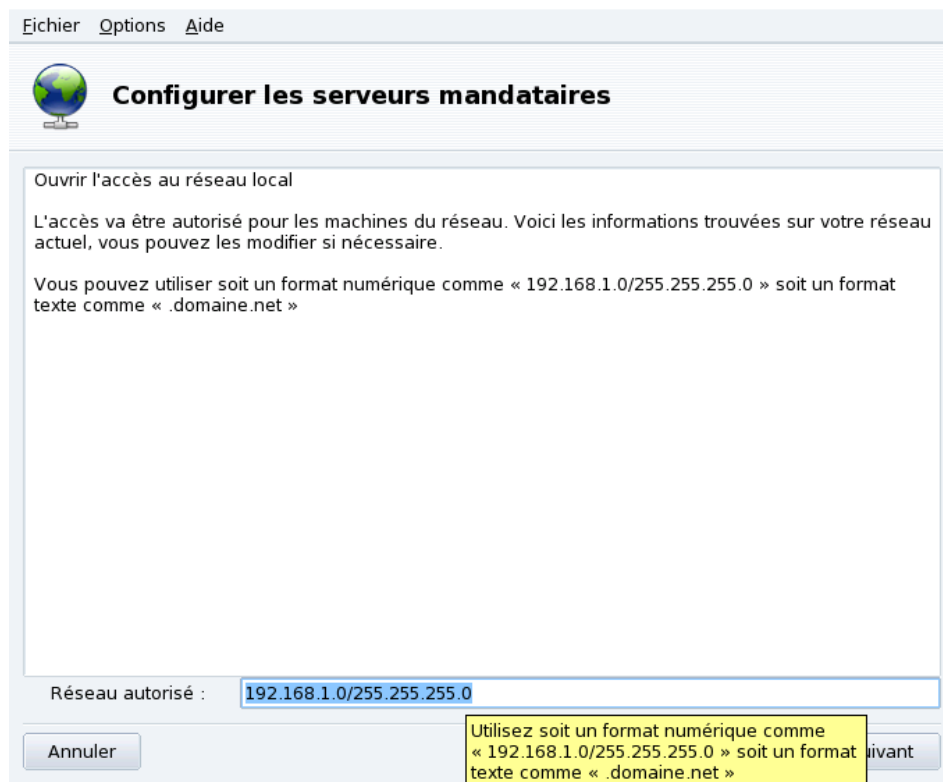 Fichier Options Aide
Configurer les serveurs mandataires
Ouvrir l'accès au réseau local
L'accès va être autorisé pour les machines du réseau. Voici les informations trouvées sur votre réseau
actuel, vous pouvez les modifier si nécessaire.
Vous pouvez utiliser soit un format numérique comme « 192.168.1.0/255.255.255.0 » soit un format
texte comme « .domaine.net »
Réseau autorisé : 192.168.1.0/255.255.255.0
Utilisez soit un format numérique comme
« 192.168.1.0/255.255.255.0 » soit un format
texte comme « .domaine.net »
Annuler